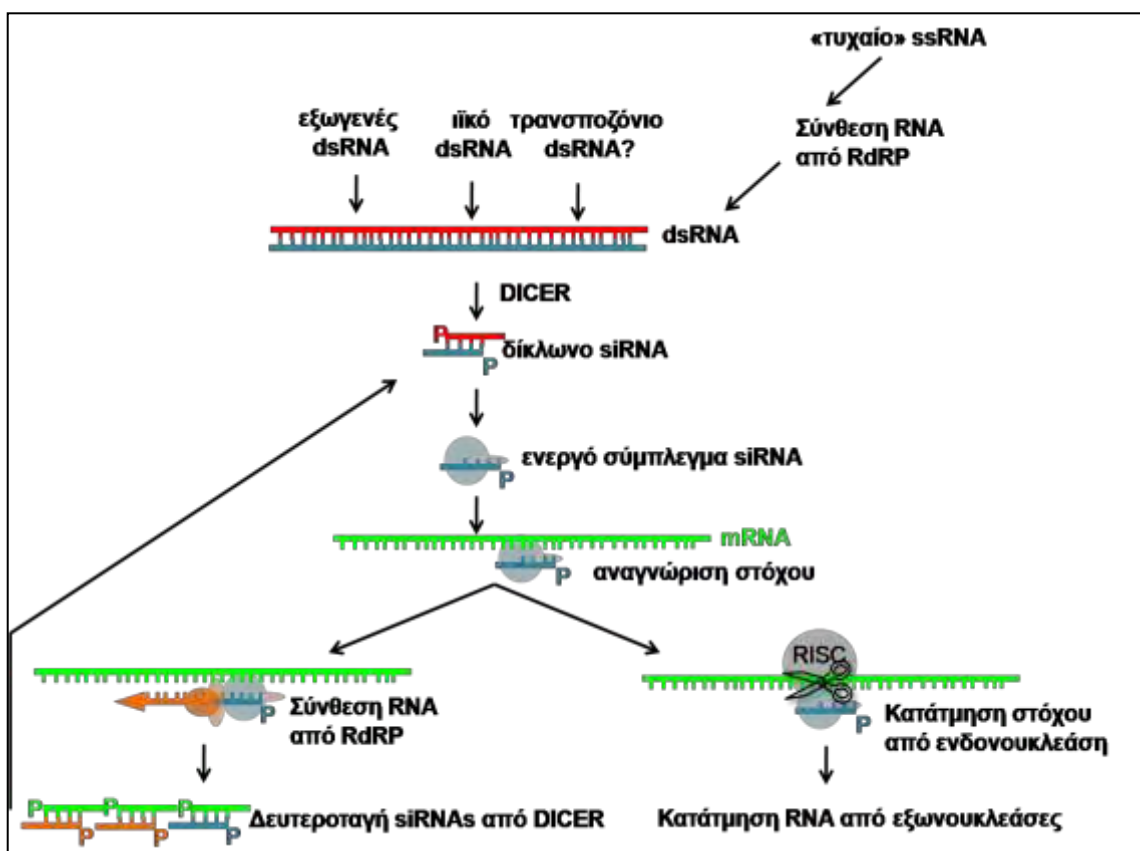 «τυχαίο» ssRNA
εξωγενές
dsRNA
ιϊκό
dsRNA
τρανσποζόνιο
dsRNA?
Σύνθεση RNA
από RdRP
dsRNA
DICER
P
δίκλωνο siRNA
P
ενεργό σύμπλεγμα siRNA
P
mRNA
P
αναγνώριση στόχου
RISC
P
Σύνθεση RNA
από RdRP
P
Κατάτμηση στόχου
από ενδονουκλεάση
P P P
Δευτεροταγή siRNAs από DICER
P P P
Κατάτμηση RNA από εξωνουκλεάσες